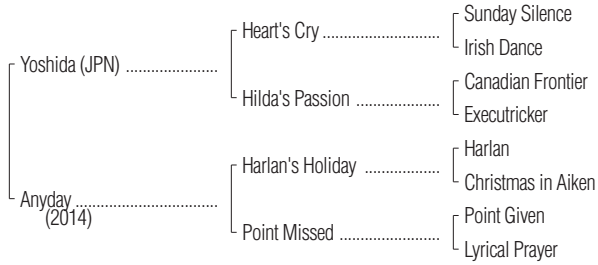 Sunday Silence
Heart's Cry ..............................
Irish Dance
Yoshida (JPN) .......................
Canadian Frontier
Hilda's Passion .....................
Executricker
Harlan
Harlan's Holiday ...................
Christmas in Aiken
Anyday ...................................
(2014)
Point Given
Point Missed .........................
Lyrical Prayer